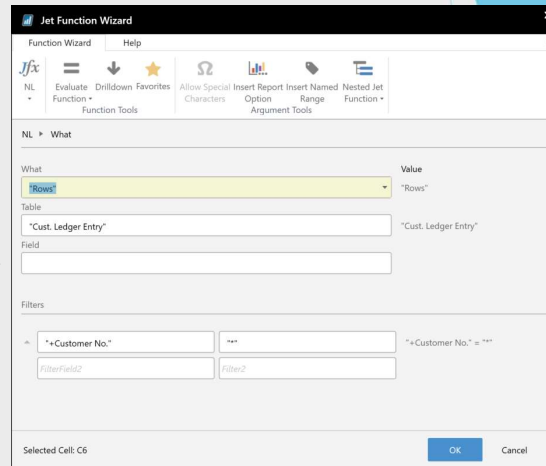 Jet Function Wizard
Function Wizard Help
Jfx
NL
Evaluate Function
Drilldown
Favorites
Function Tools
Allow Special Characters
Insert Report Option
Insert Named Range
Nested Jet Function
Argument Tools
NL What
What Value
"Rows" "Rows"
Table
"Cust. Ledger Entry" "Cust. Ledger Entry"
Field
Filters
"+Customer No." "*" "+Customer No." = "*"
FilterField2 Filter2
Selected Cell: C6 OK Cancel